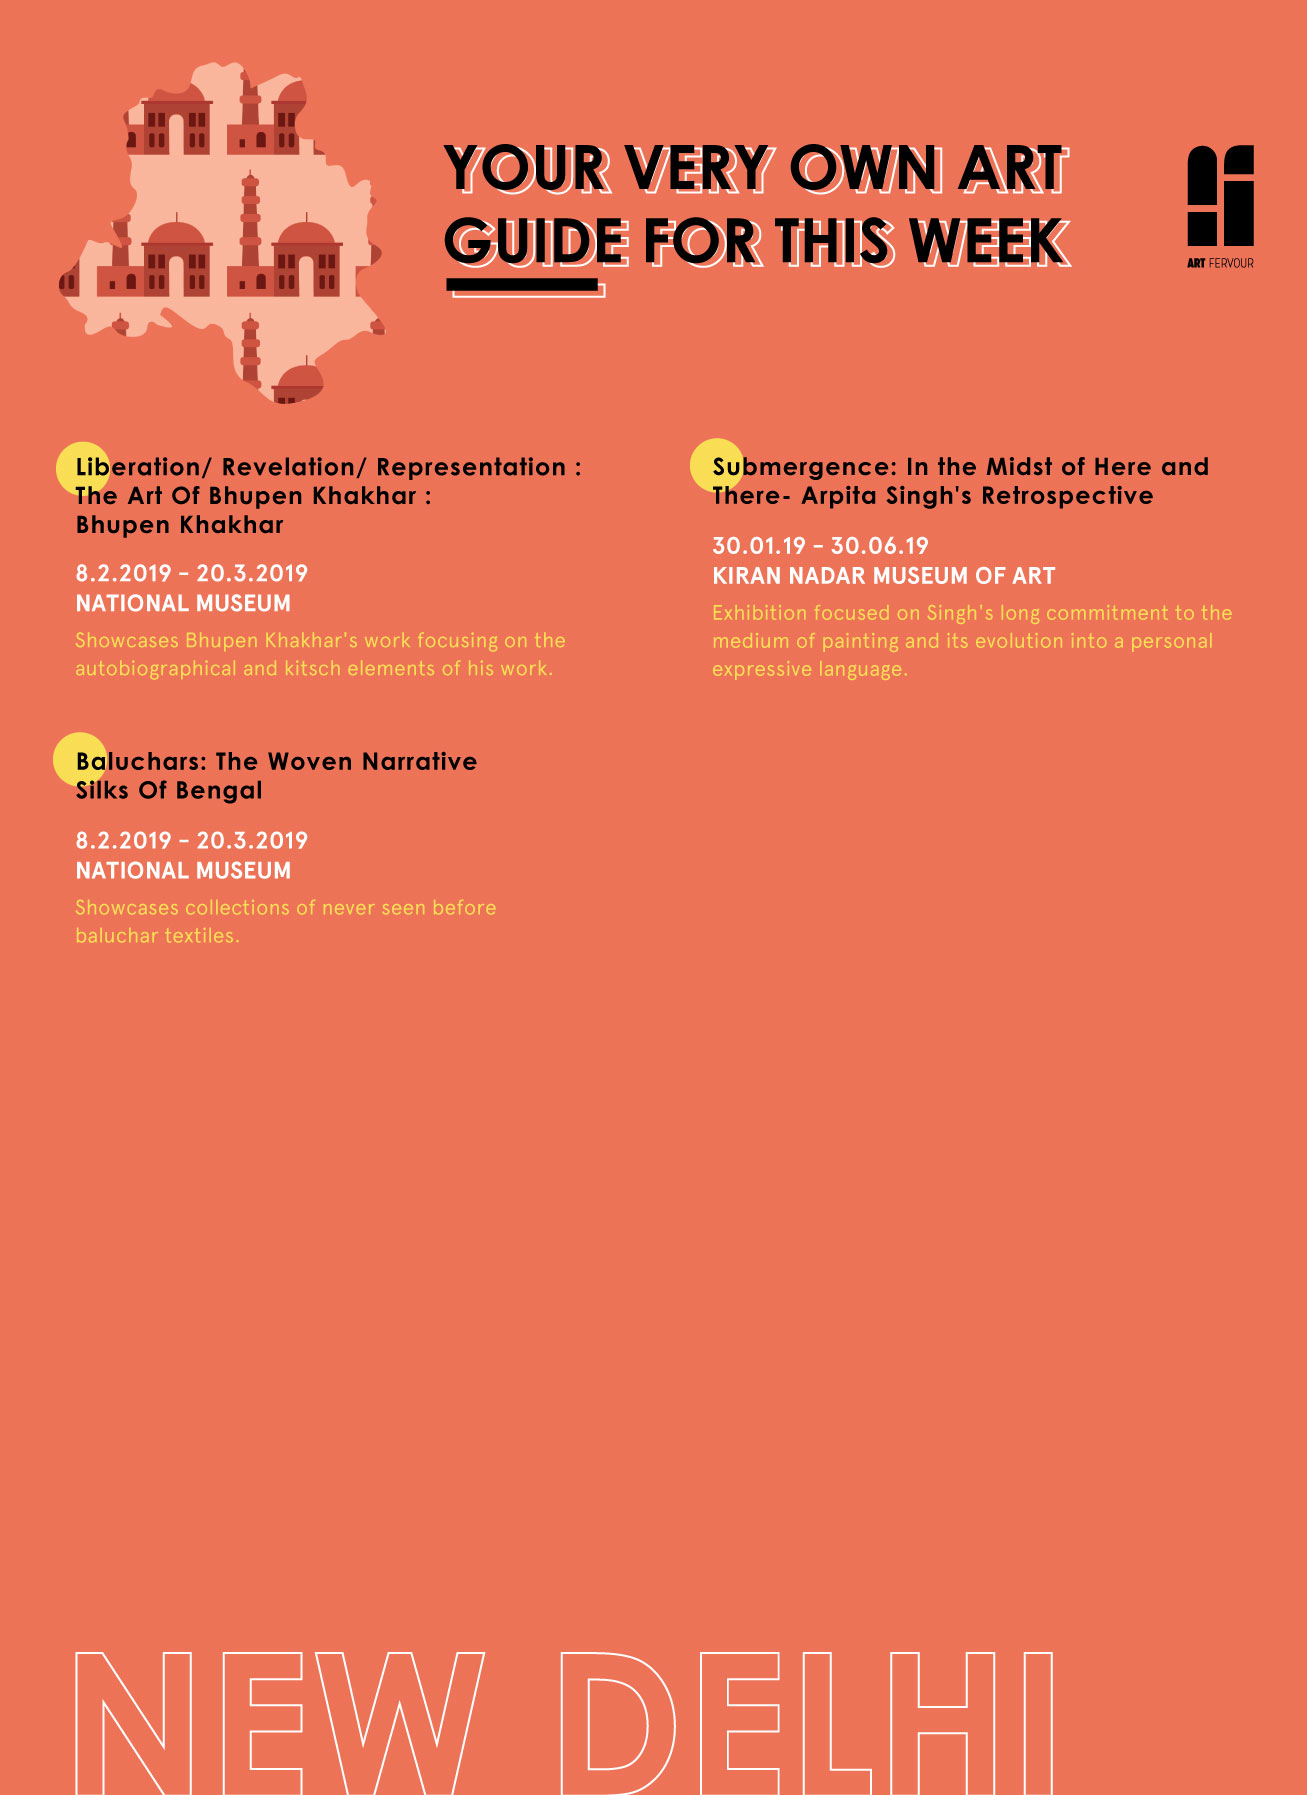 YOUR VERY OWN ART
GUIDE FOR THIS WEEK
ART FERVOUR
Liberation/ Revelation/ Representation :
The Art Of Bhupen Khakhar :
Bhupen Khakhar
8.2.2019 – 20.3.2019
NATIONAL MUSEUM
Showcases Bhupen Khakhar's work focusing on the
autobiographical and kitsch elements of his work.
Baluchars: The Woven Narrative
Silks Of Bengal
8.2.2019 – 20.3.2019
NATIONAL MUSEUM
Showcases collections of never seen before
baluchar textiles.
Submergence: In the Midst of Here and
There- Arpita Singh's Retrospective
30.01.19 – 30.06.19
KIRAN NADAR MUSEUM OF ART
Exhibition focused on Singh's long commitment to the
medium of painting and its evolution into a personal
expressive language.
NEW DELHI